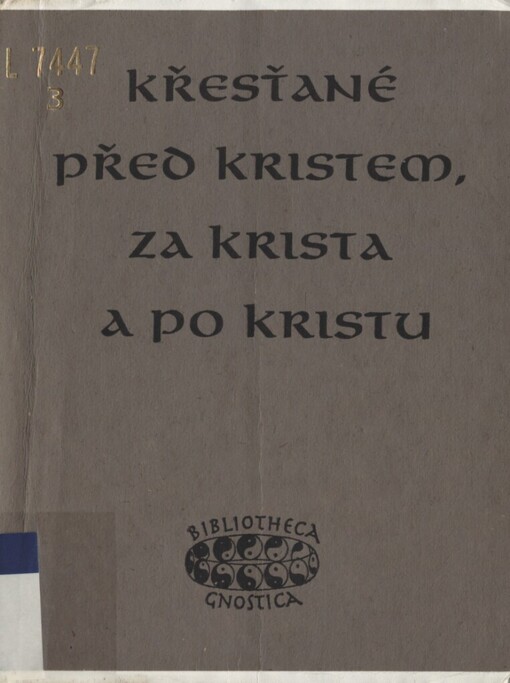 L 7447
3
KŘESŤANÉ
PŘED KRISTEM,
ZA KRISTA
A PO KRISTU
BIBLIOTHECA
GNOSTICA